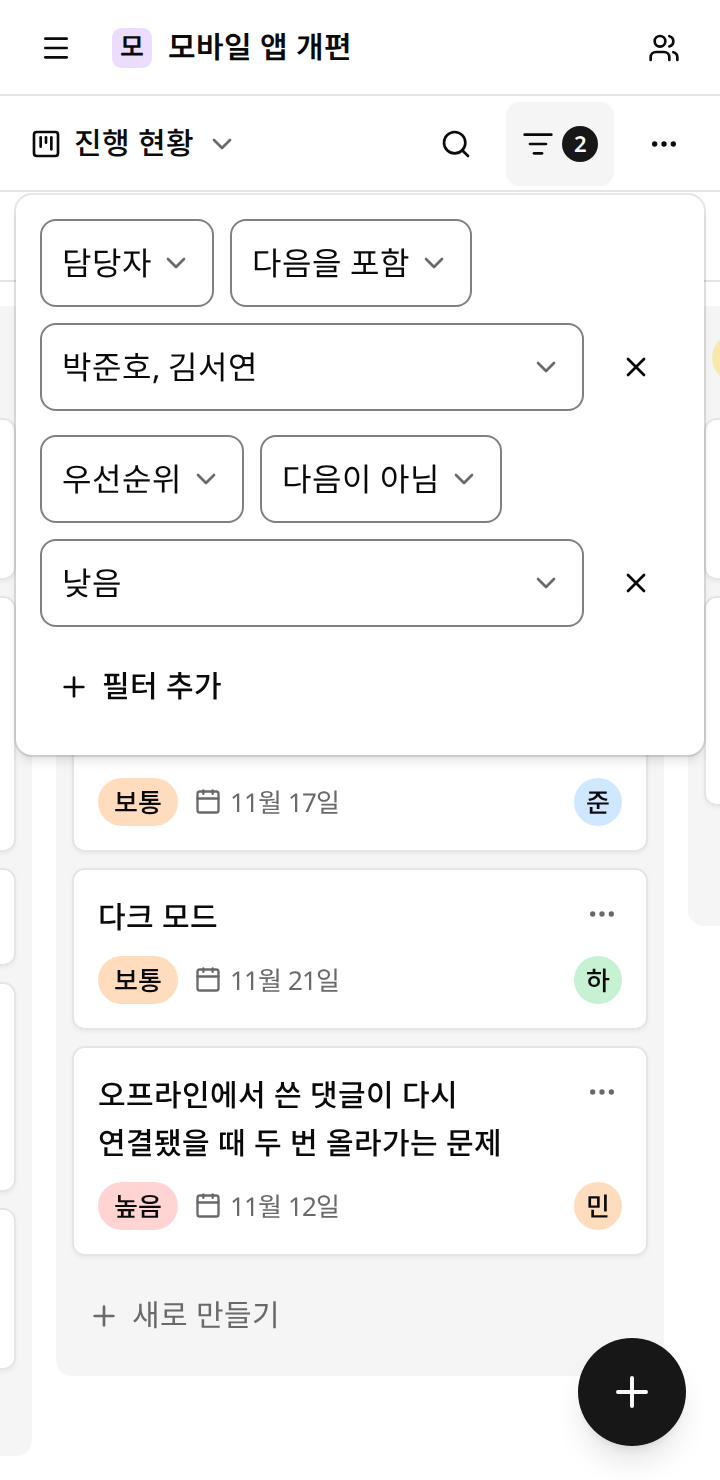 모 모바일 앱 개편
진행 현황 2
담당자 다음을 포함
박준호, 김서연
우선순위 다음이 아님
낮음
필터 추가
보통 11월 17일 준
다크 모드
보통 11월 21일 하
오프라인에서 쓴 댓글이 다시
연결됐을 때 두 번 올라가는 문제
높음 11월 12일 민
새로 만들기